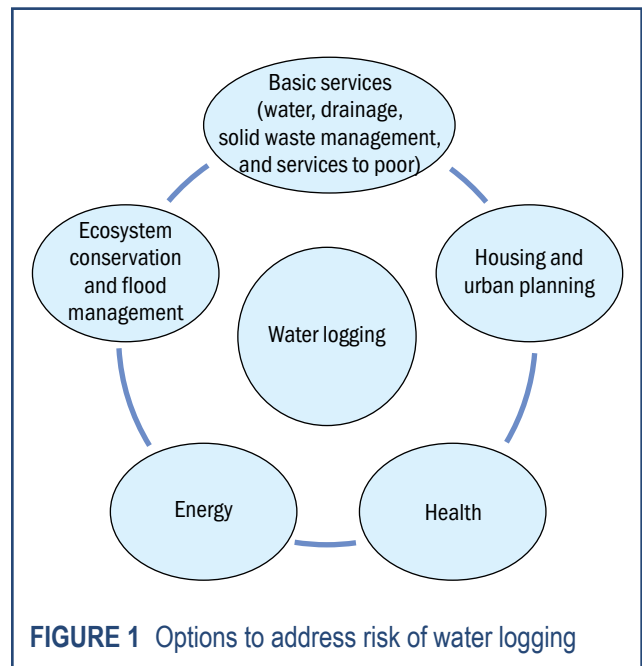 Basic services
(water, drainage,
solid waste management,
and services to poor)
Ecosystem
conservation
and flood
management
Housing and
urban planning
Water logging
Energy
Health
FIGURE 1 Options to address risk of water logging